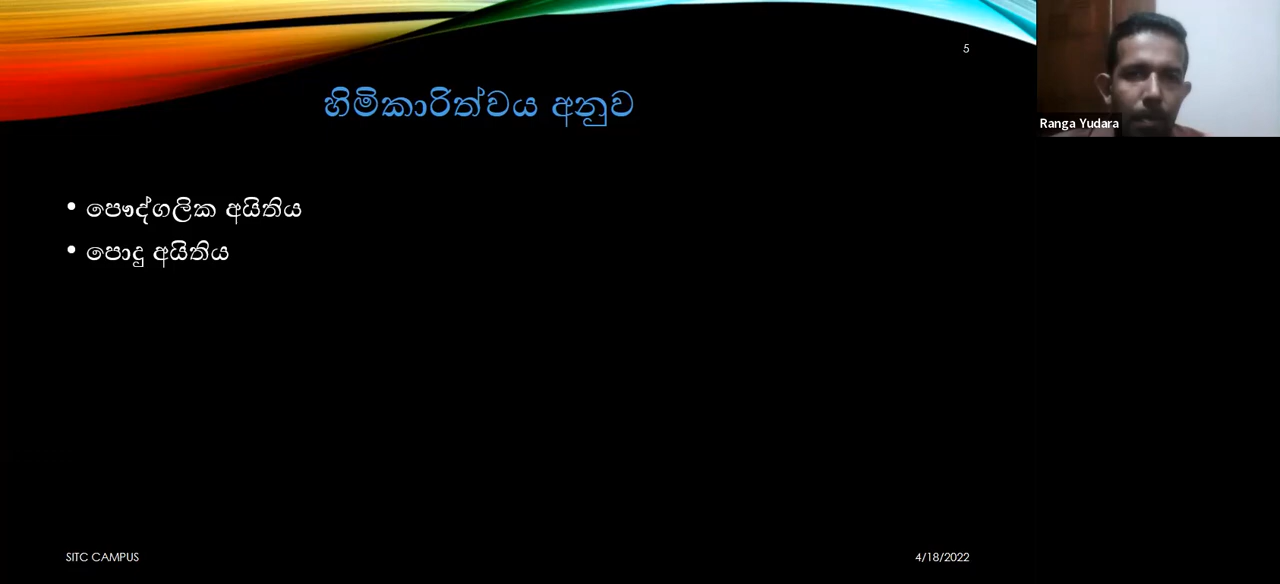 5
Ranga Yudara
හිමිකාරිත්වය අනුව
• පෞද්ගලික අයිතිය
• පොදු අයිතිය
SITC CAMPUS
4/18/2022